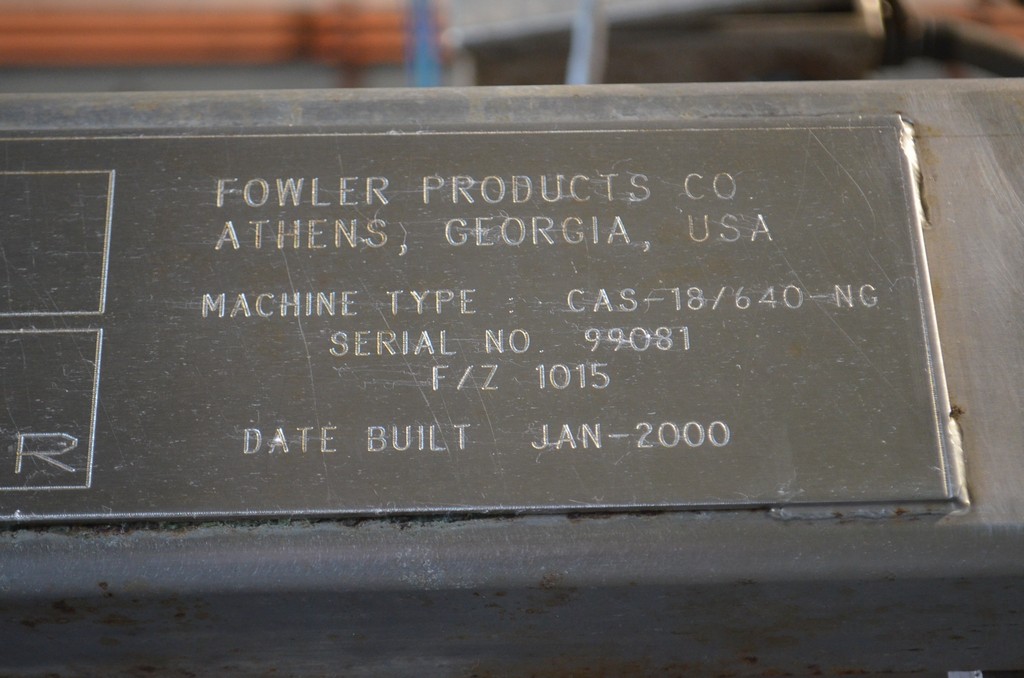 FOWLER PRODUCTS CO
ATHENS, GEORGIA, USA
MACHINE TYPE : CAS-18/640-NG
SERIAL NO. 99081
F/Z 1015
DATE BUILT JAN-2000
R